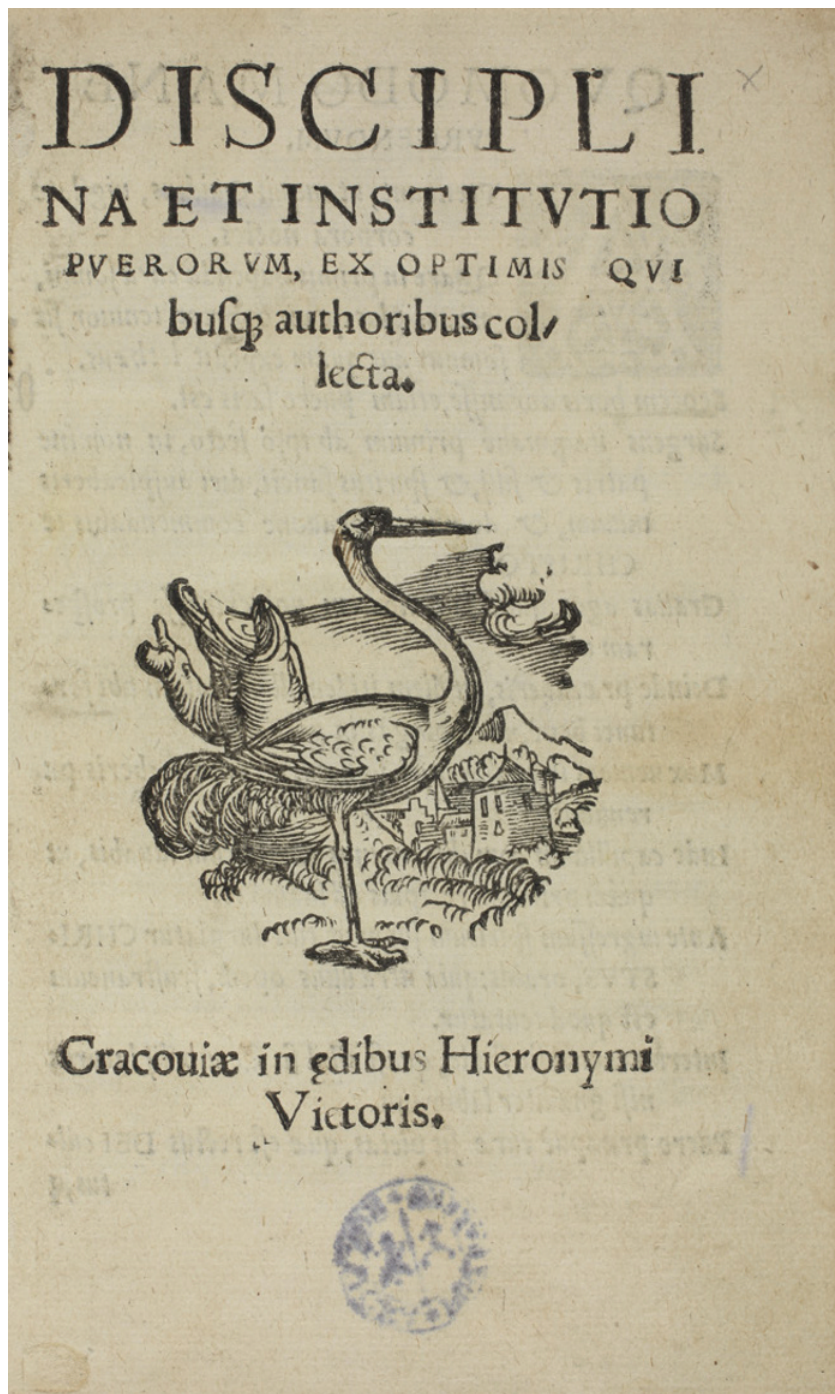 DISCIPLI
NA ET INSTITVTIO
PVERORVM, EX OPTIMIS QVI
buſqꝫ authoribus col⸗
lecta.
Cracouiæ in ędibus Hieronymi
Victoris.